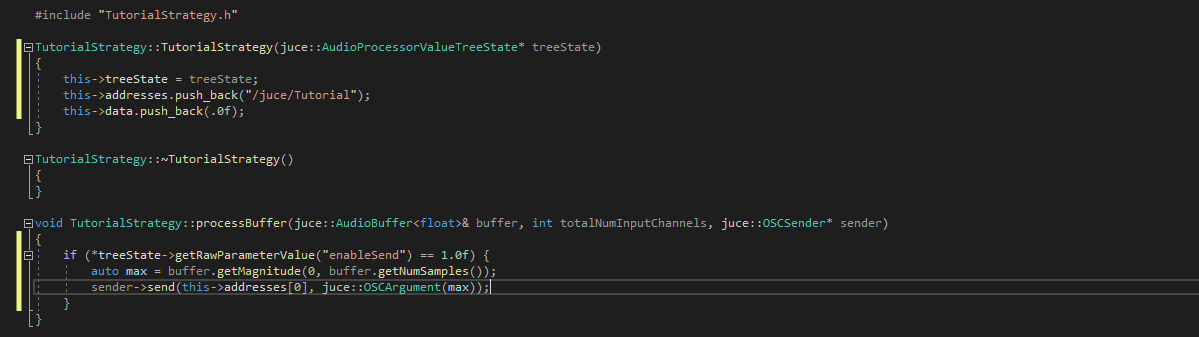 #include "TutorialStrategy.h"
TutorialStrategy::TutorialStrategy(juce::AudioProcessorValueTreeState* treeState)
{
this->treeState = treeState;
this->addresses.push_back("/juce/Tutorial");
this->data.push_back(.0f);
}
TutorialStrategy::~TutorialStrategy()
{
}
void TutorialStrategy::processBuffer(juce::AudioBuffer<float>& buffer, int totalNumInputChannels, juce::OSCSender* sender)
{
if (*treeState->getRawParameterValue("enableSend") == 1.0f) {
auto max = buffer.getMagnitude(0, buffer.getNumSamples());
sender->send(this->addresses[0], juce::OSCArgument(max));
}
}